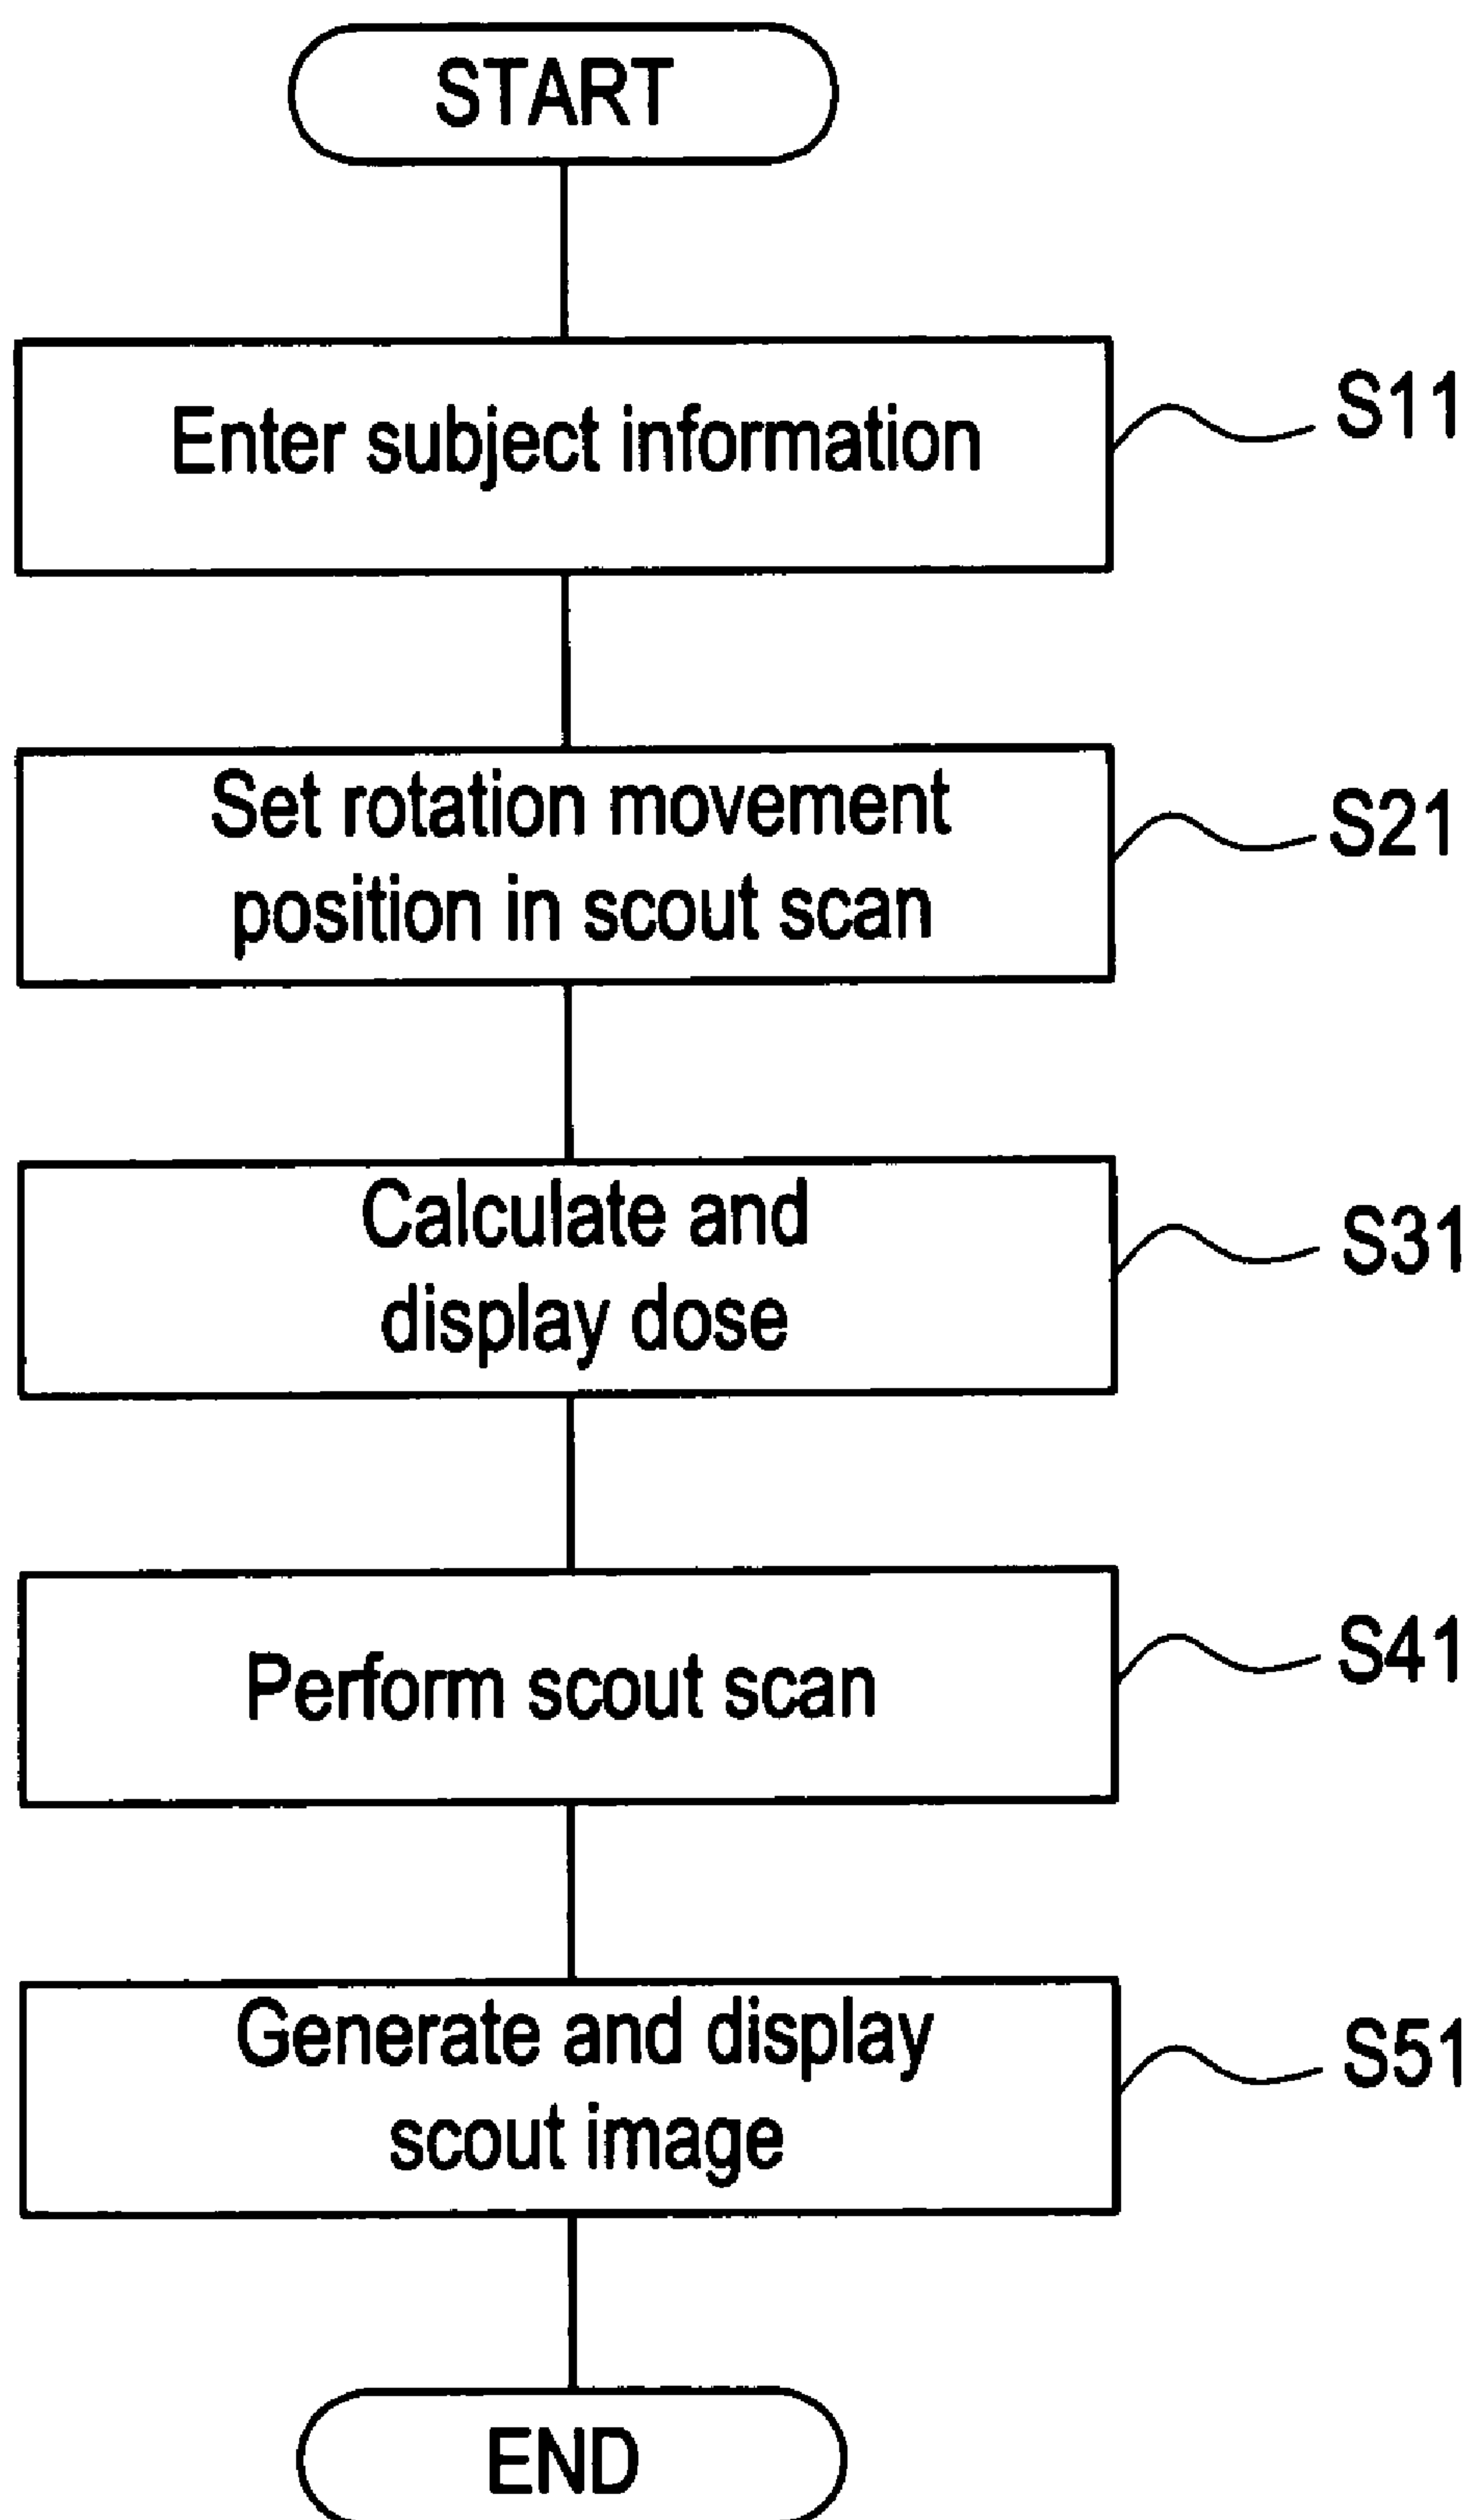 START
Enter subject information
S11
Set rotation movement
position in scout scan
S21
Calculate and
display dose
S31
Perform scout scan
S41
Generate and display
scout image
S51
END